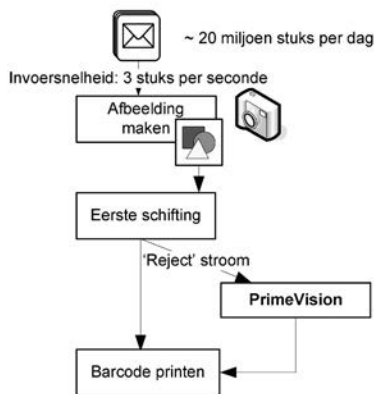 ~ 20 miljoen stuks per dag
Invoersnelheid: 3 stuks per seconde
Afbeelding
maken
Eerste schifting
'Reject' stroom
PrimeVision
Barcode printen